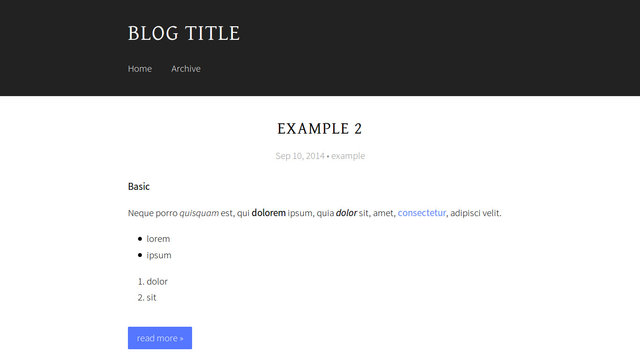 BLOG TITLE
Home Archive
EXAMPLE 2
Sep 10, 2014 • example
Basic
Neque porro quisquam est, qui dolorem ipsum, quia dolor sit, amet, consectetur, adipisci velit.
• lorem
• ipsum
1. dolor
2. sit
read more »